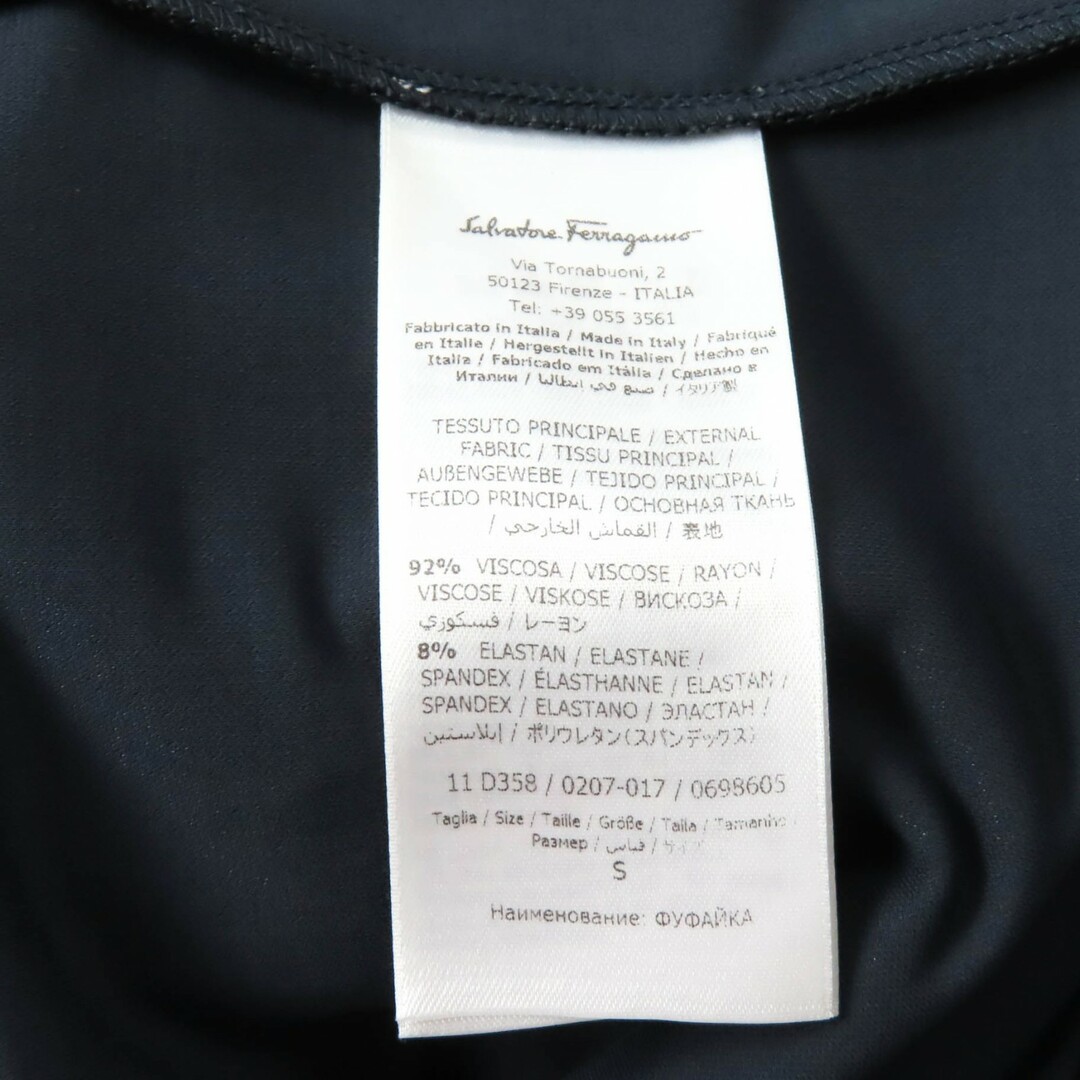 Salvatore Ferragamo
Via Tornabuoni, 2
50123 Firenze - ITALIA
Tel: +39 055 3561
Fabbricato in Italia / Made in Italy / Fabriqué
en Italie / Hergestellt in Italien / Hecho en
Italia / Fabricado em Itália / Сделано в
Италии / صنع في إيطاليا / イタリア製
TESSUTO PRINCIPALE / EXTERNAL
FABRIC / TISSU PRINCIPAL /
AUßENGEWEBE / TEJIDO PRINCIPAL /
TECIDO PRINCIPAL / ОСНОВНАЯ ТКАНЬ
/ القماش الخارجي / 表地
92% VISCOSA / VISCOSE / RAYON /
VISCOSE / VISKOSE / ВИСКОЗА /
فسكوزي / レーヨン
8% ELASTAN / ELASTANE /
SPANDEX / ÉLASTHANNE / ELASTAN /
SPANDEX / ELASTANO / ЭЛАСТАН /
إيلاستين / ポリウレタン(スパンデックス)
11 D358 / 0207-017 / 0698605
Taglia / Size / Taille / Größe / Talla / Tamanho /
Размер / قياس / サイズ
S
Наименование: ФУФАЙКА